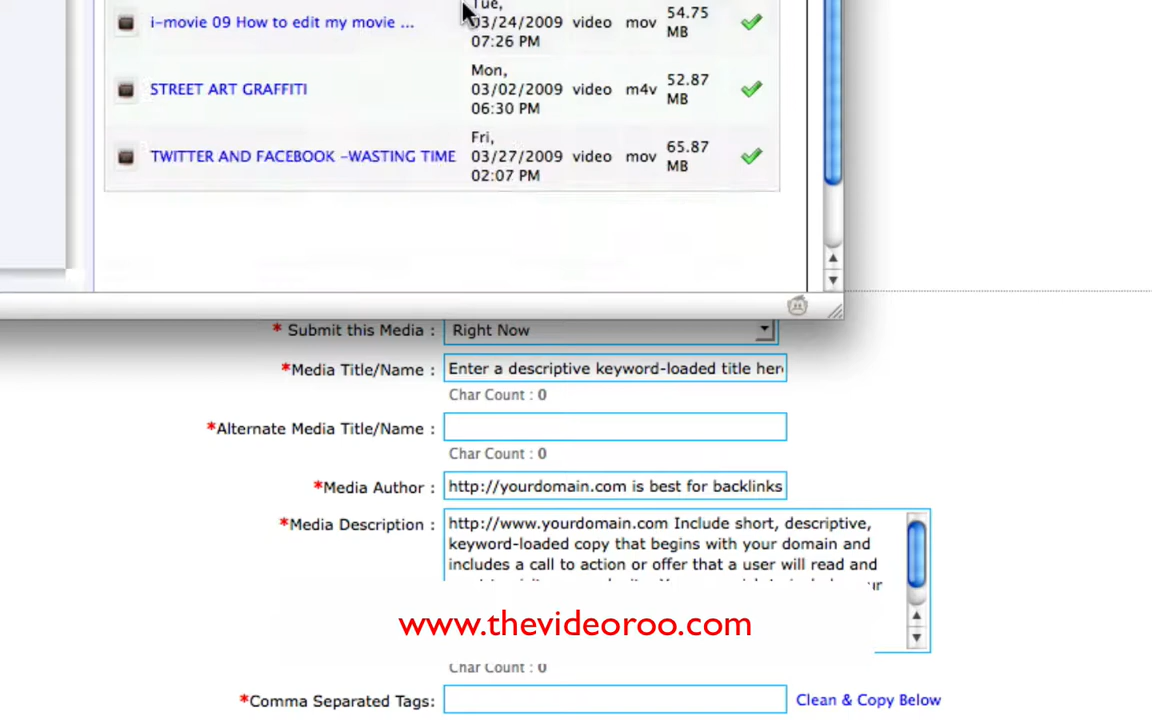 Tue,
i-movie 09 How to edit my movie ... 03/24/2009 video mov 54.75 MB
07:26 PM
Mon,
STREET ART GRAFFITI 03/02/2009 video m4v 52.87 MB
06:30 PM
Fri,
TWITTER AND FACEBOOK -WASTING TIME 03/27/2009 video mov 65.87 MB
02:07 PM
* Submit this Media : Right Now
*Media Title/Name : Enter a descriptive keyword-loaded title here
Char Count : 0
*Alternate Media Title/Name :
Char Count : 0
*Media Author : http://yourdomain.com is best for backlinks
*Media Description : http://www.yourdomain.com Include short, descriptive,
keyword-loaded copy that begins with your domain and
includes a call to action or offer that a user will read and
www.thevideoroo.com
Char Count : 0
*Comma Separated Tags: Clean & Copy Below